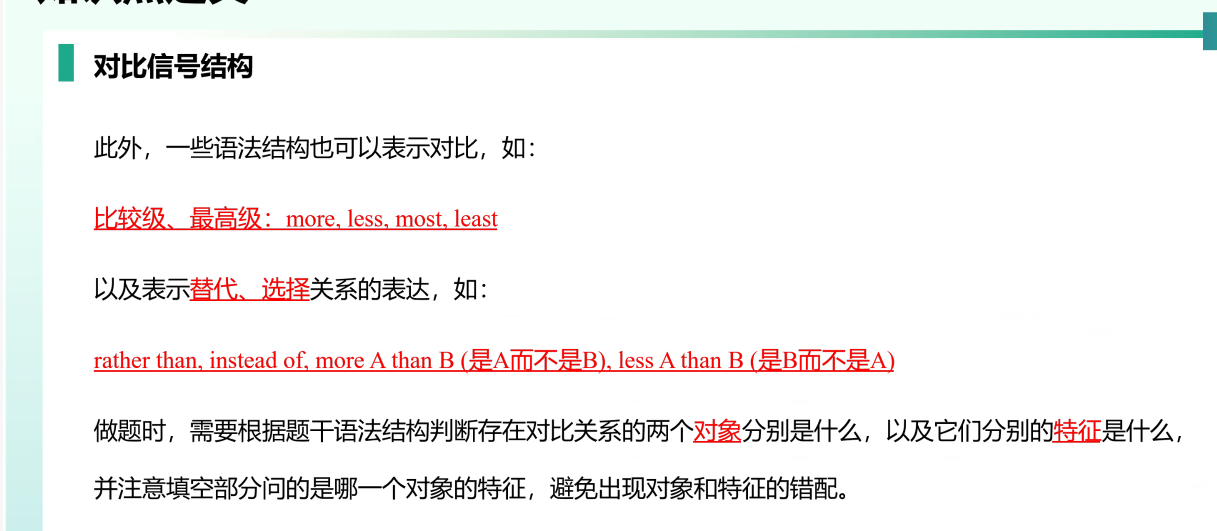 对比信号结构
此外，一些语法结构也可以表示对比，如：
比较级、最高级：more, less, most, least
以及表示替代、选择关系的表达，如：
rather than, instead of, more A than B (是A而不是B), less A than B (是B而不是A)
做题时，需要根据题干语法结构判断存在对比关系的两个对象分别是什么，以及它们分别的特征是什么，
并注意填空部分问的是哪一个对象的特征，避免出现对象和特征的错配。